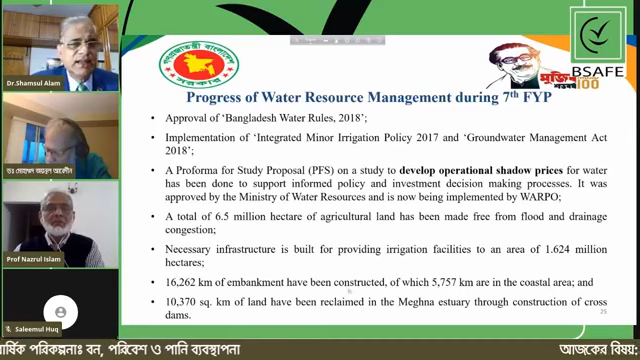 BSAFE
Progress of Water Resource Management during 7th FYP
Approval of ‘Bangladesh Water Rules, 2018’;
Implementation of ‘Integrated Minor Irrigation Policy 2017 and ‘Groundwater Management Act
2018’;
A Proforma for Study Proposal (PFS) on a study to develop operational shadow prices for water
has been done to support informed policy and investment decision making processes. It was
approved by the Ministry of Water Resources and is now being implemented by WARPO;
A total of 6.5 million hectare of agricultural land has been made free from flood and drainage
congestion;
Necessary infrastructure is built for providing irrigation facilities to an area of 1.624 million
hectares;
16,262 km of embankment have been constructed, of which 5,757 km are in the coastal area; and
10,370 sq. km of land have been reclaimed in the Meghna estuary through construction of cross
dams.
25
Dr.Shamsul Alam
Prof Nazrul Islam
Saleemul Huq
পরিকল্পনাঃ বন, পরিবেশ ও পানি ব্যবস্থাপনা
আজকের বিষয়: